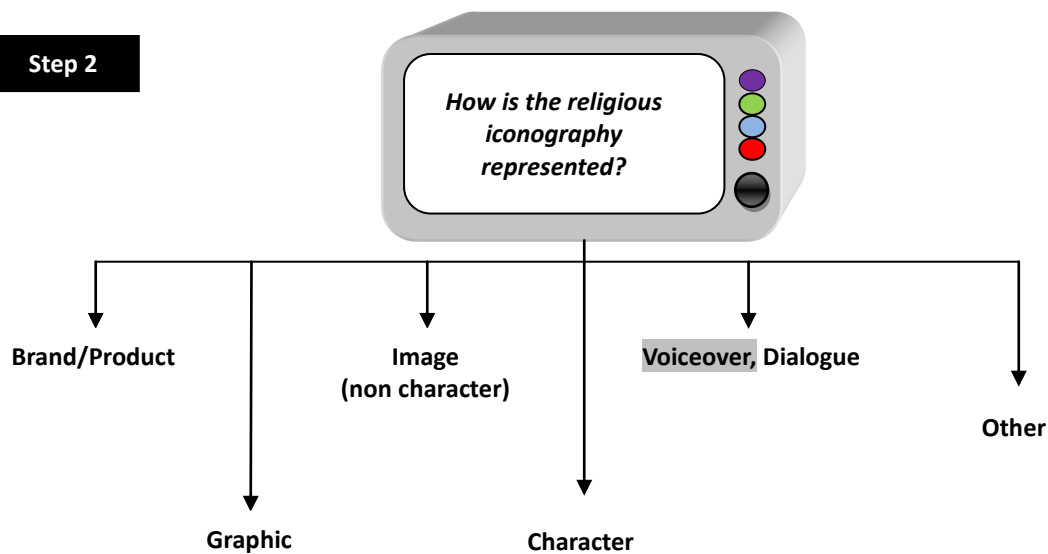 Step 2
How is the religious
iconography
represented?
Brand/Product
Image
(non character)
Voiceover, Dialogue
Other
Graphic
Character